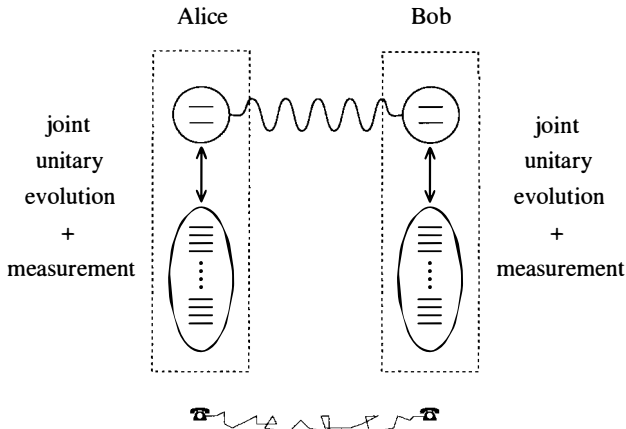 Alice
Bob
joint
unitary
evolution
+
measurement
joint
unitary
evolution
+
measurement